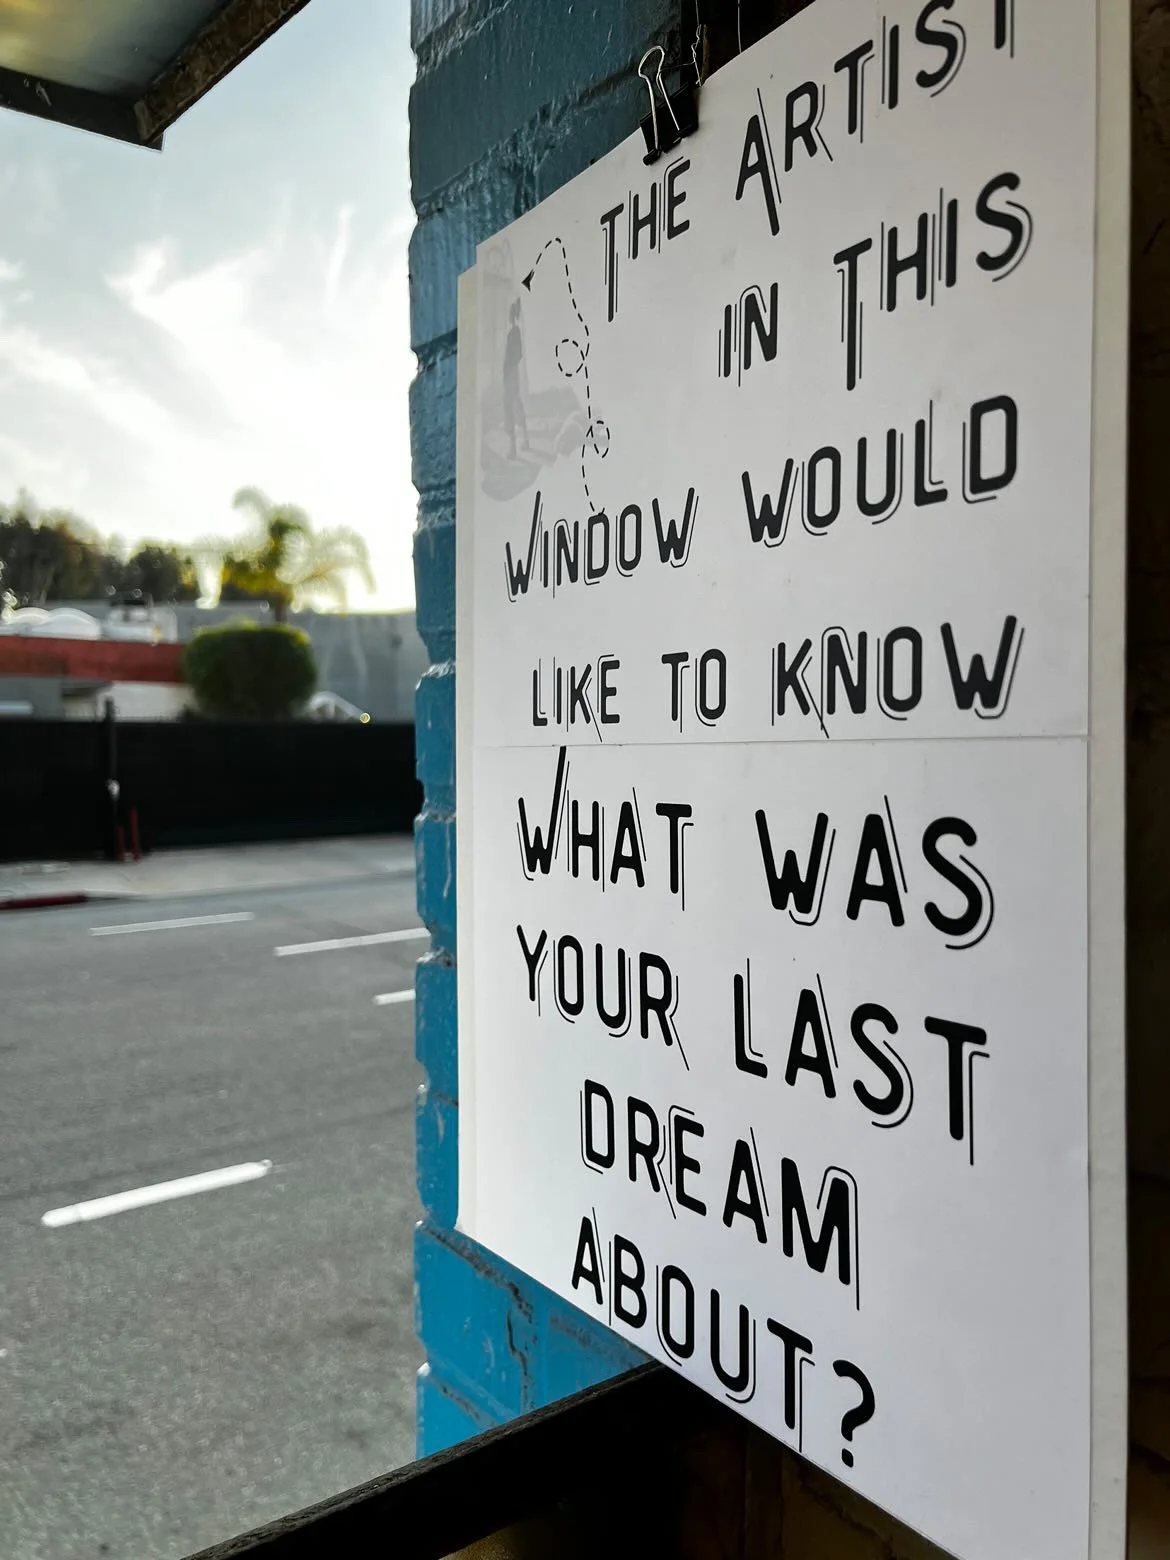 THE ARTIST
IN THIS
WINDOW WOULD
LIKE TO KNOW
WHAT WAS
YOUR LAST
DREAM
ABOUT?